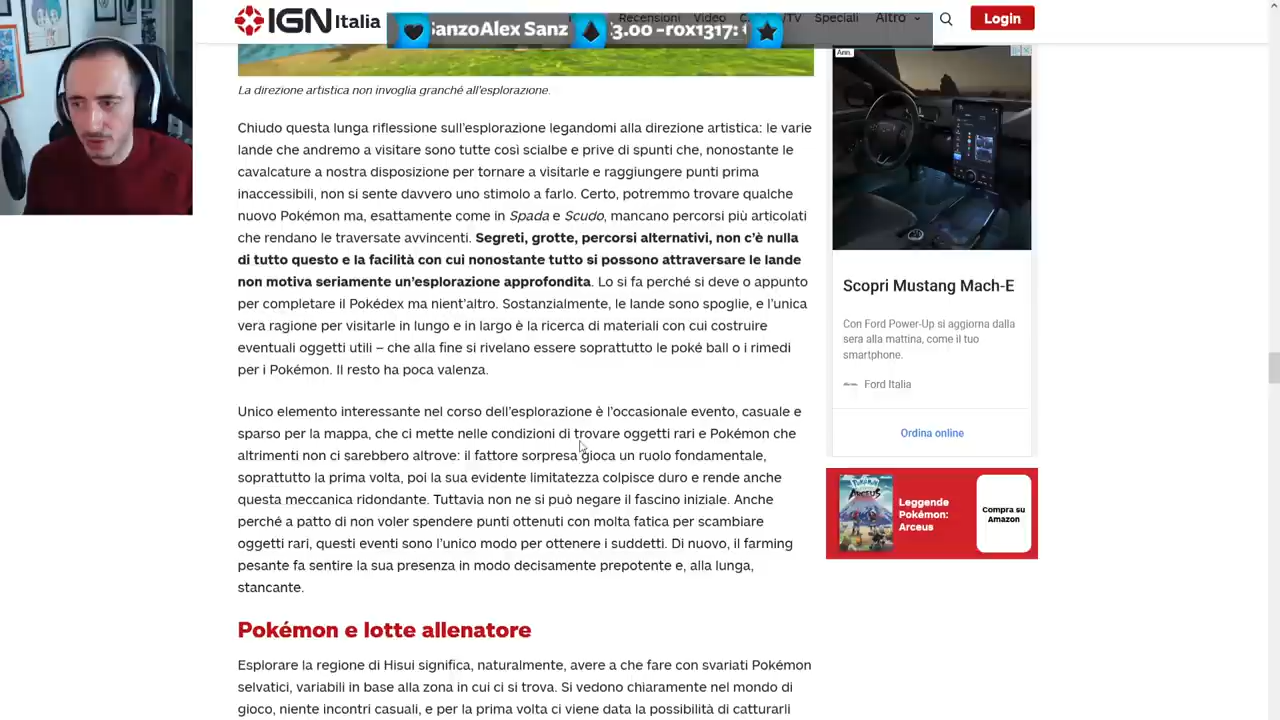 IGN Italia
Recensioni Video C /TV Speciali Altro
Login
SanzoAlex Sanz 3.00 -rox1317:
La direzione artistica non invoglia granché all'esplorazione.
Chiudo questa lunga riflessione sull'esplorazione legandomi alla direzione artistica: le varie
lande che andremo a visitare sono tutte così scialbe e prive di spunti che, nonostante le
cavalcature a nostra disposizione per tornare a visitarle e raggiungere punti prima
inaccessibili, non si sente davvero uno stimolo a farlo. Certo, potremmo trovare qualche
nuovo Pokémon ma, esattamente come in Spada e Scudo, mancano percorsi più articolati
che rendano le traversate avvincenti. Segreti, grotte, percorsi alternativi, non c'è nulla
di tutto questo e la facilità con cui nonostante tutto si possono attraversare le lande
non motiva seriamente un'esplorazione approfondita. Lo si fa perché si deve o appunto
per completare il Pokédex ma nient'altro. Sostanzialmente, le lande sono spoglie, e l'unica
vera ragione per visitarle in lungo e in largo è la ricerca di materiali con cui costruire
eventuali oggetti utili – che alla fine si rivelano essere soprattutto le poké ball o i rimedi
per i Pokémon. Il resto ha poca valenza.
Unico elemento interessante nel corso dell'esplorazione è l'occasionale evento, casuale e
sparso per la mappa, che ci mette nelle condizioni di trovare oggetti rari e Pokémon che
altrimenti non ci sarebbero altrove: il fattore sorpresa gioca un ruolo fondamentale,
soprattutto la prima volta, poi la sua evidente limitatezza colpisce duro e rende anche
questa meccanica ridondante. Tuttavia non ne si può negare il fascino iniziale. Anche
perché a patto di non voler spendere punti ottenuti con molta fatica per scambiare
oggetti rari, questi eventi sono l'unico modo per ottenere i suddetti. Di nuovo, il farming
pesante fa sentire la sua presenza in modo decisamente prepotente e, alla lunga,
stancante.
Pokémon e lotte allenatore
Esplorare la regione di Hisui significa, naturalmente, avere a che fare con svariati Pokémon
selvatici, variabili in base alla zona in cui ci si trova. Si vedono chiaramente nel mondo di
gioco, niente incontri casuali, e per la prima volta ci viene data la possibilità di catturarli
Ann.
Scopri Mustang Mach-E
Con Ford Power-Up si aggiorna dalla
sera alla mattina, come il tuo
smartphone.
Ford Italia
Ordina online
Leggende
Pokémon:
Arceus
Compra su
Amazon